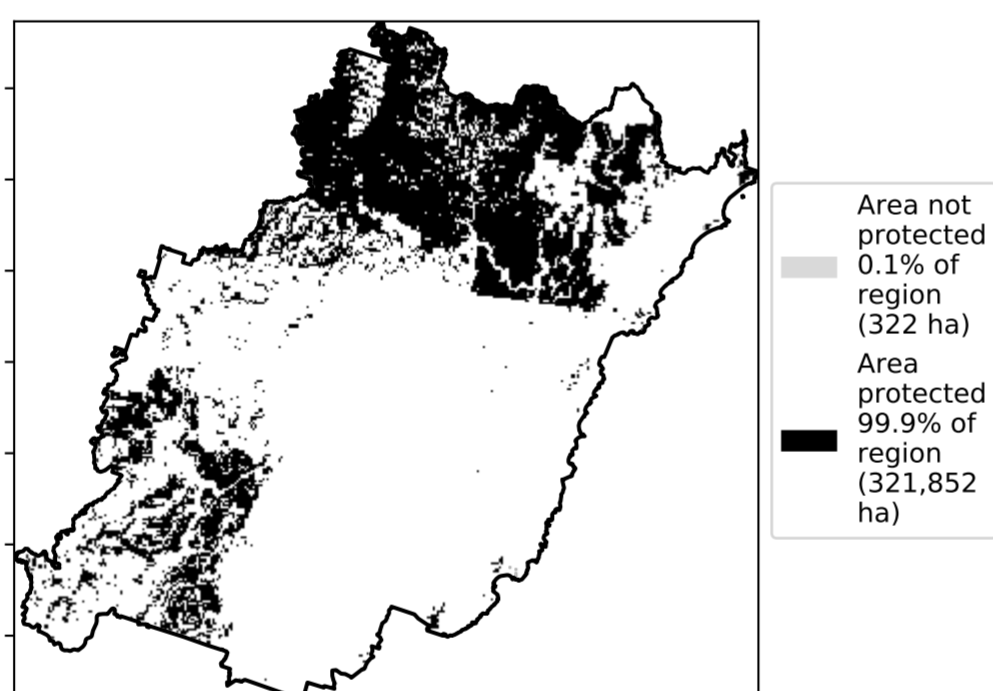 Area not
protected
0.1% of
region
(322 ha)
Area
protected
99.9% of
region
(321,852
ha)